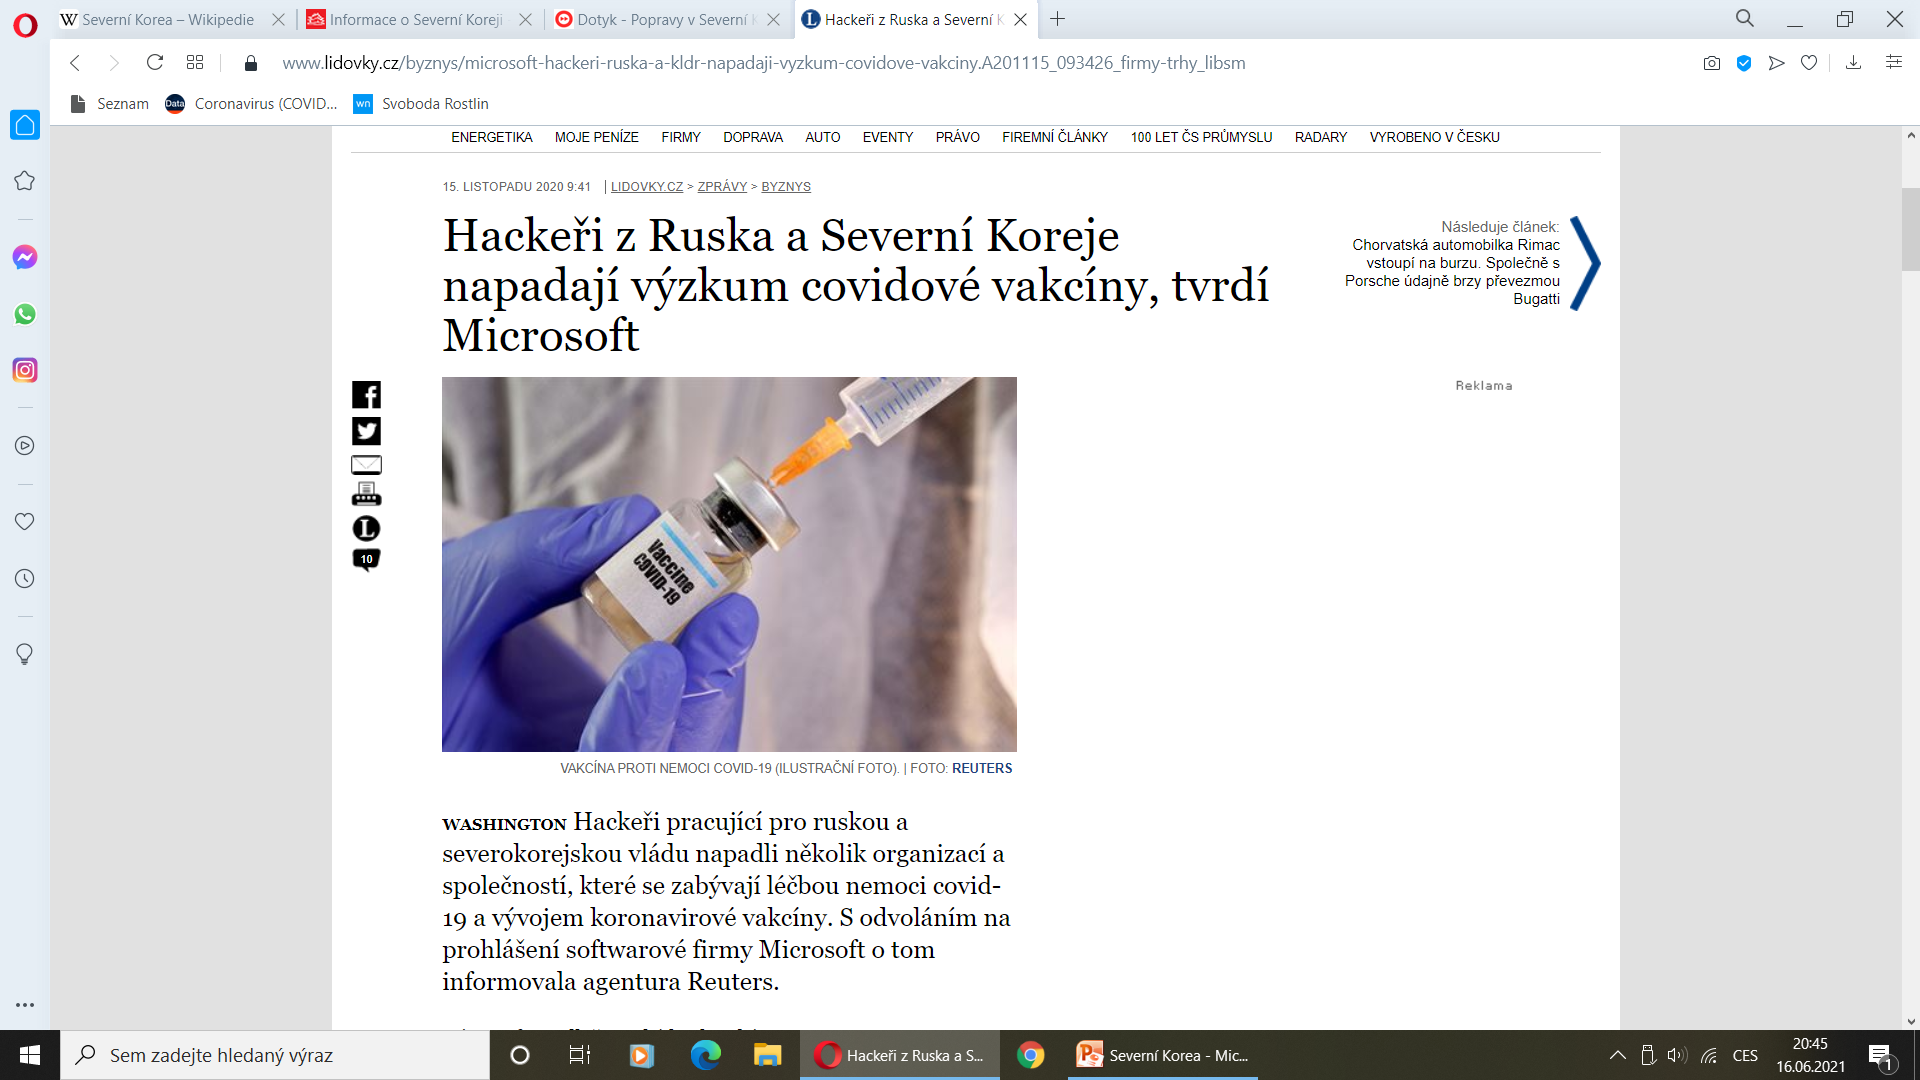 Severní Korea – Wikipedie
Informace o Severní Koreji
Dotyk - Popravy v Severní K
Hackeři z Ruska a Severní K
www.lidovky.cz/byznys/microsoft-hackeri-ruska-a-kldr-napadaji-vyzkum-covidove-vakciny.A201115_093426_firmy-trhy_libsm
Seznam
Coronavirus (COVID...
Svoboda Rostlin
ENERGETIKA MOJE PENÍZE FIRMY DOPRAVA AUTO EVENTY PRÁVO FIREMNÍ ČLÁNKY 100 LET ČS PRŮMYSLU RADARY VYROBENO V ČESKU
15. LISTOPADU 2020 9:41 | LIDOVKY.CZ > ZPRÁVY > BYZNYS
Hackeři z Ruska a Severní Koreje
napadají výzkum covidové vakcíny, tvrdí
Microsoft
Následuje článek:
Chorvatská automobilka Rimac
vstoupí na burzu. Společně s
Porsche údajně brzy převezmou
Bugatti
Reklama
10
Vaccine
COVID-19
VAKCÍNA PROTI NEMOCI COVID-19 (ILUSTRAČNÍ FOTO). | FOTO: REUTERS
WASHINGTON Hackeři pracující pro ruskou a
severokorejskou vládu napadli několik organizací a
společností, které se zabývají léčbou nemoci covid-
19 a vývojem koronavirové vakcíny. S odvoláním na
prohlášení softwarové firmy Microsoft o tom
informovala agentura Reuters.
Sem zadejte hledaný výraz
Hackeři z Ruska a S...
Severní Korea - Mic...
CES
20:45
16.06.2021
1